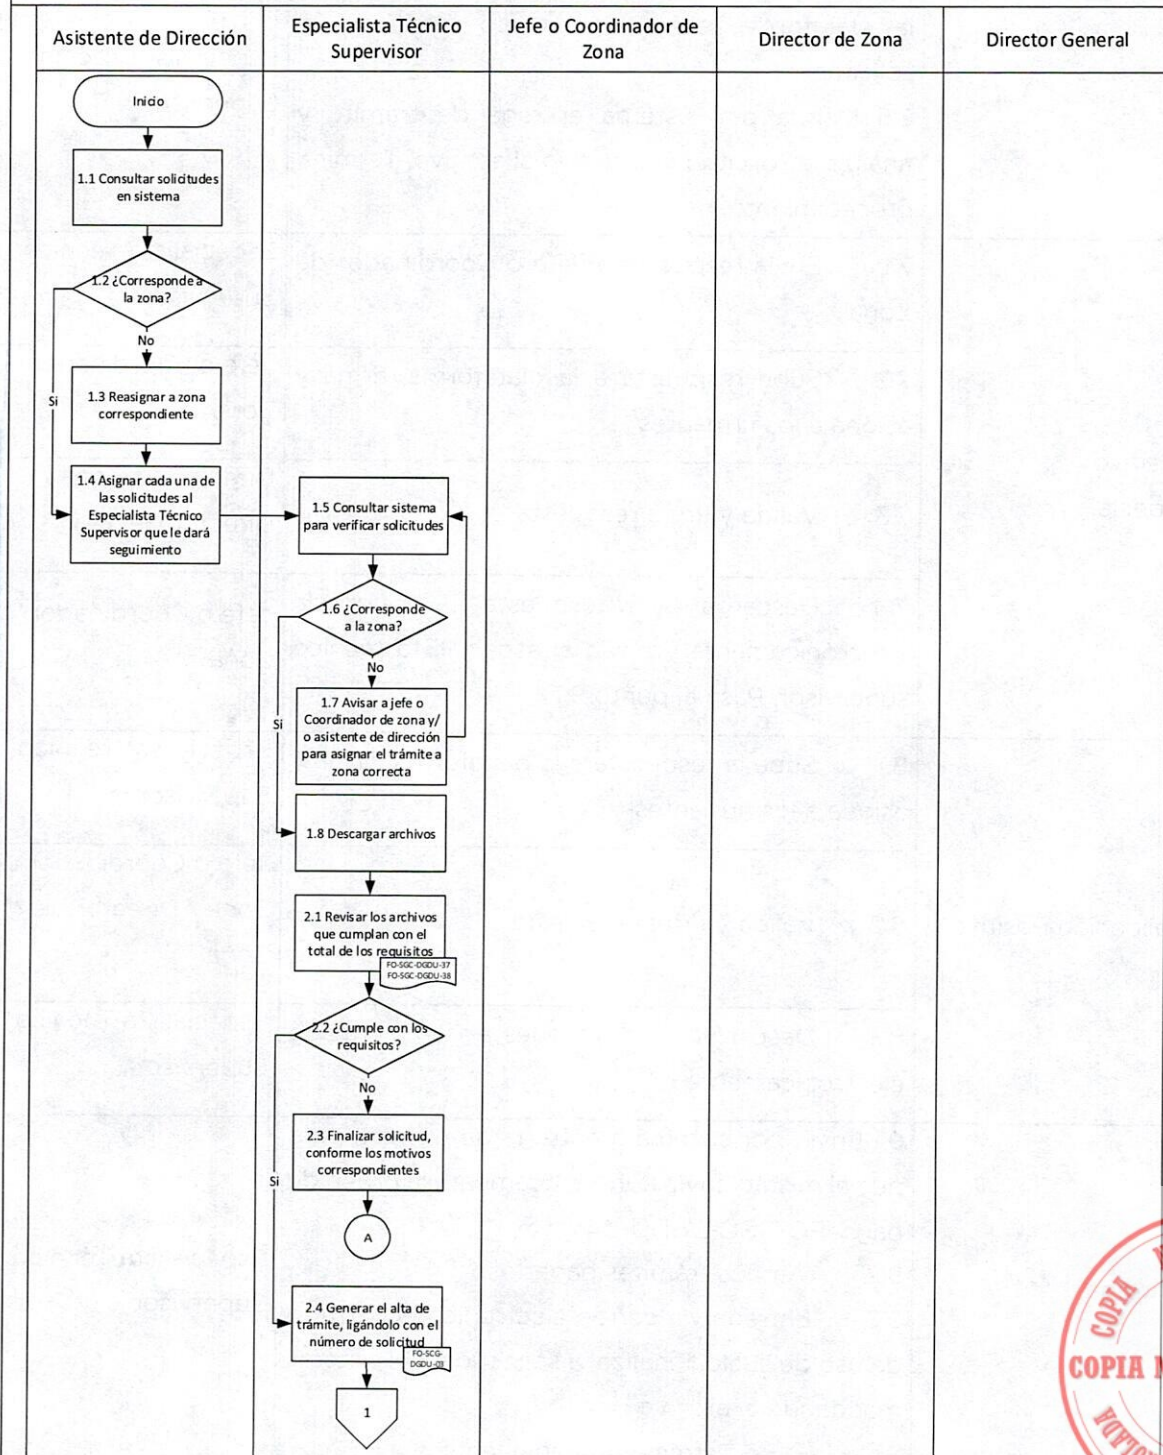 Asistente de Dirección
Especialista Técnico
Supervisor
Jefe o Coordinador de
Zona
Director de Zona
Director General
Inicio
1.1 Consultar solicitudes
en sistema
1.2 ¿Corresponde a
la zona?
No
Si
1.3 Reasignar a zona
correspondiente
1.4 Asignar cada una de
las solicitudes al
Especialista Técnico
Supervisor que le dará
seguimiento
1.5 Consultar sistema
para verificar solicitudes
1.6 ¿Corresponde
a la zona?
No
Si
1.7 Avisar a jefe o
Coordinador de zona y/
o asistente de dirección
para asignar el trámite a
zona correcta
1.8 Descargar archivos
2.1 Revisar los archivos
que cumplan con el
total de los requisitos
FO-SGC-DGDU-37
FO-SGC-DGDU-38
2.2 ¿Cumple con los
requisitos?
No
Si
2.3 Finalizar solicitud,
conforme los motivos
correspondientes
A
2.4 Generar el alta de
trámite, ligándolo con el
número de solicitud
FO-SCG-
DGDU-03
1
COPIA
COPIA